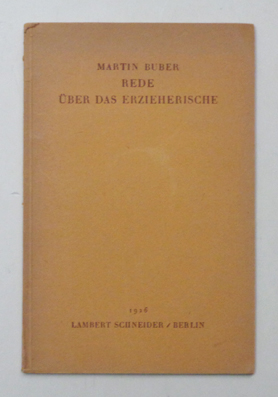 MARTIN BUBER
REDE
ÜBER DAS ERZIEHERISCHE
1926
LAMBERT SCHNEIDER / BERLIN